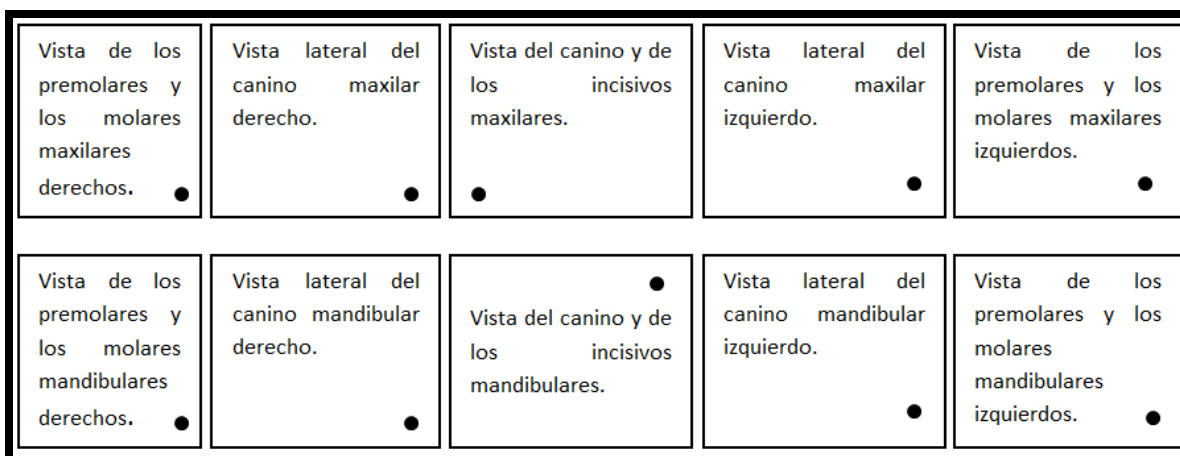 Vista de los
premolares y
los molares
maxilares
derechos.
Vista lateral del
canino maxilar
derecho.
Vista del canino y de
los incisivos
maxilares.
Vista lateral del
canino maxilar
izquierdo.
Vista de los
premolares y los
molares maxilares
izquierdos.
Vista de los
premolares y
los molares
mandibulares
derechos.
Vista lateral del
canino mandibular
derecho.
Vista del canino y de
los incisivos
mandibulares.
Vista lateral del
canino mandibular
izquierdo.
Vista de los
premolares y los
molares
mandibulares
izquierdos.